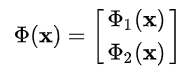 Φ(x) = [ Φ₁(x)
Φ₂(x) ]